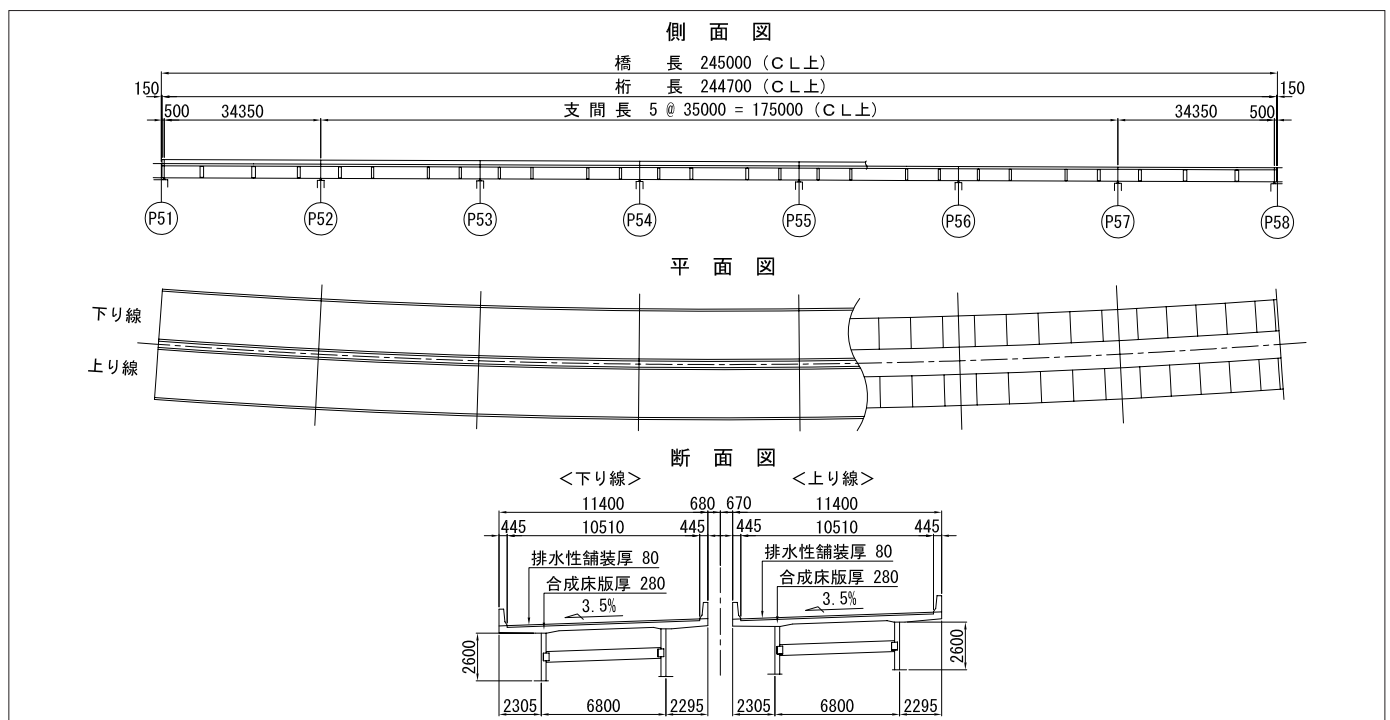 側 面 図
橋 長 245000 (ＣＬ上)
150 桁 長 244700 (ＣＬ上) 150
500 34350 支 間 長 5 @ 35000 = 175000 (ＣＬ上) 34350 500
P51 P52 P53 P54 P55 P56 P57 P58
平 面 図
下り線
上り線
断 面 図
＜下り線＞ ＜上り線＞
11400 680 670 11400
445 10510 445 445 10510 445
排水性舗装厚 80 排水性舗装厚 80
合成床版厚 280 合成床版厚 280
3.5% 3.5%
2600 2600
2305 6800 2295 2305 6800 2295